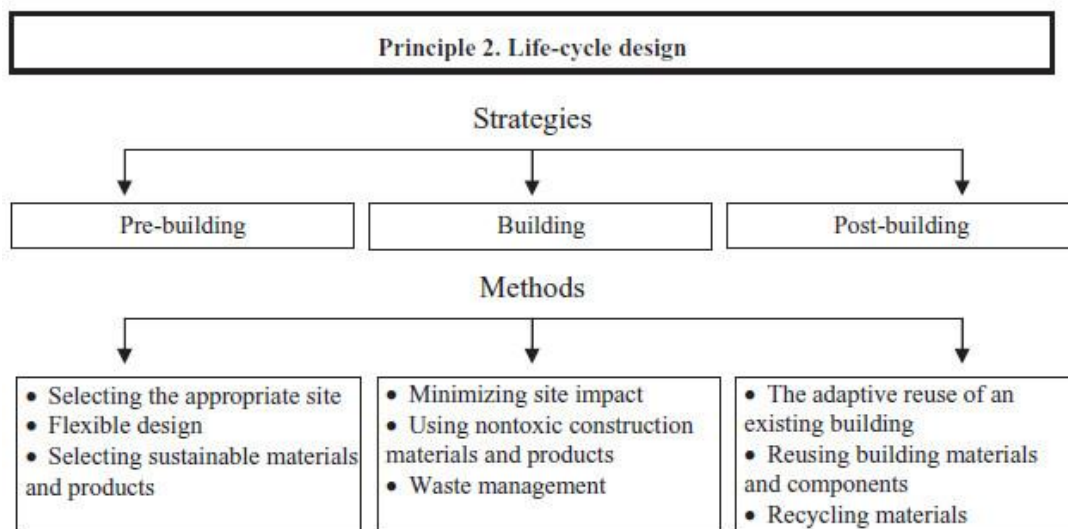 Principle 2. Life-cycle design
Strategies
Pre-building
Building
Post-building
Methods
• Selecting the appropriate site
• Flexible design
• Selecting sustainable materials
and products
• Minimizing site impact
• Using nontoxic construction
materials and products
• Waste management
• The adaptive reuse of an
existing building
• Reusing building materials
and components
• Recycling materials